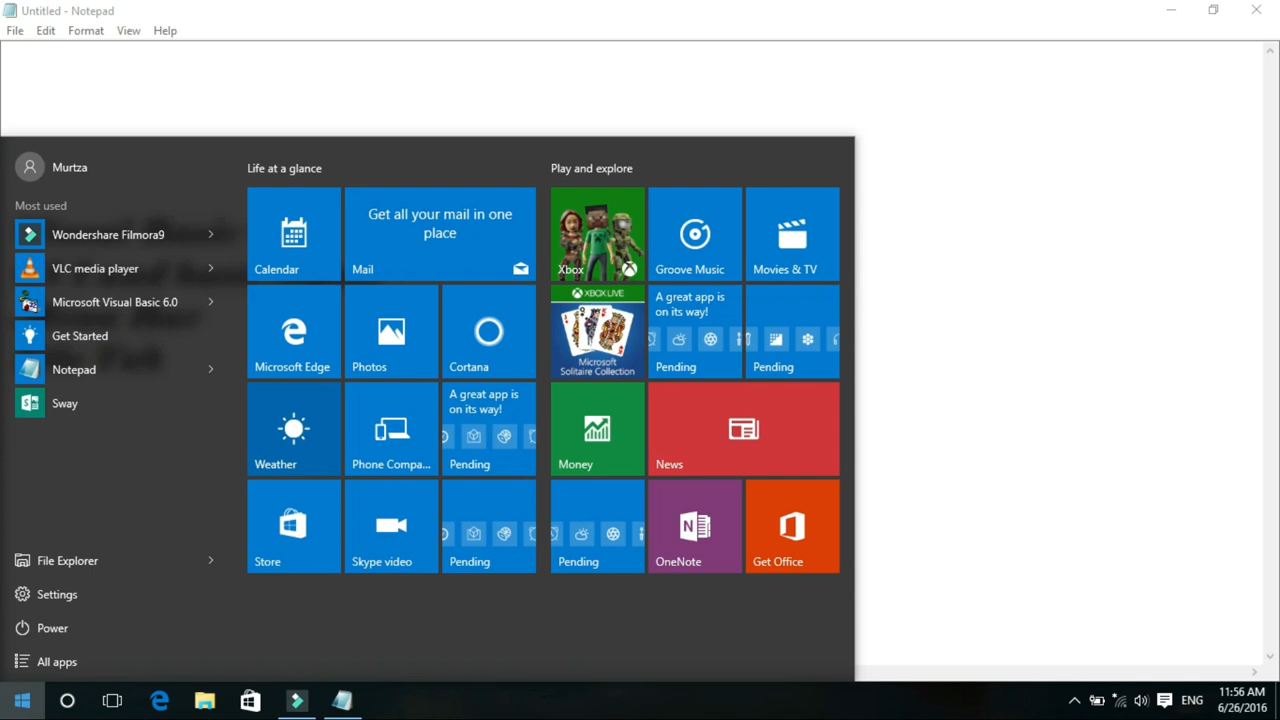 Untitled - Notepad
File Edit Format View Help
Murtza
Most used
Wondershare Filmora9
VLC media player
Microsoft Visual Basic 6.0
Get Started
Notepad
Sway
File Explorer
Settings
Power
All apps
Life at a glance
Calendar
Get all your mail in one
place
Mail
Microsoft Edge
Photos
Cortana
Weather
Phone Compa...
A great app is
on its way!
Pending
Store
Skype video
Pending
Play and explore
Xbox
Groove Music
Movies & TV
XBOX LIVE
Microsoft
Solitaire Collection
A great app is
on its way!
Pending
Pending
Money
News
Pending
OneNote
Get Office
ENG
11:56 AM
6/26/2016